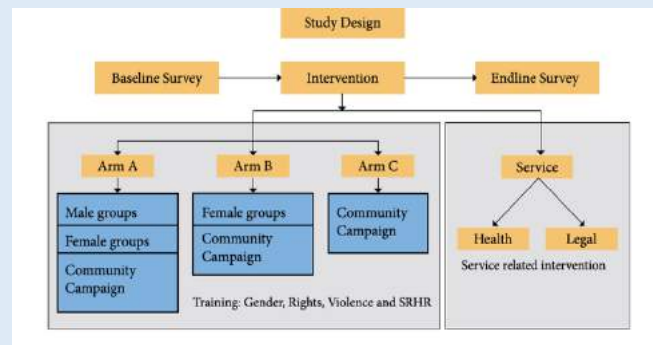 Study Design
Baseline Survey
Intervention
Endline Survey
Arm A
Arm B
Arm C
Service
Male groups
Female groups
Community
Campaign
Female groups
Community
Campaign
Community
Campaign
Health
Legal
Service related intervention
Training: Gender, Rights, Violence and SRHR